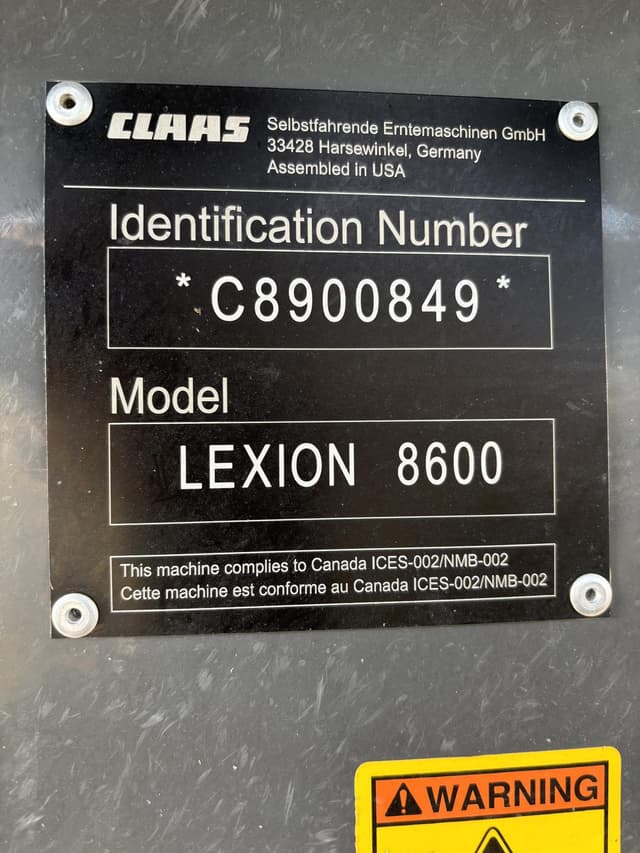 CLAAS
Selbstfahrende Erntemaschinen GmbH
33428 Harsewinkel, Germany
Assembled in USA
Identification Number
*C8900849*
Model
LEXION 8600
This machine complies to Canada ICES-002/NMB-002
Cette machine est conforme au Canada ICES-002/NMB-002
WARNING